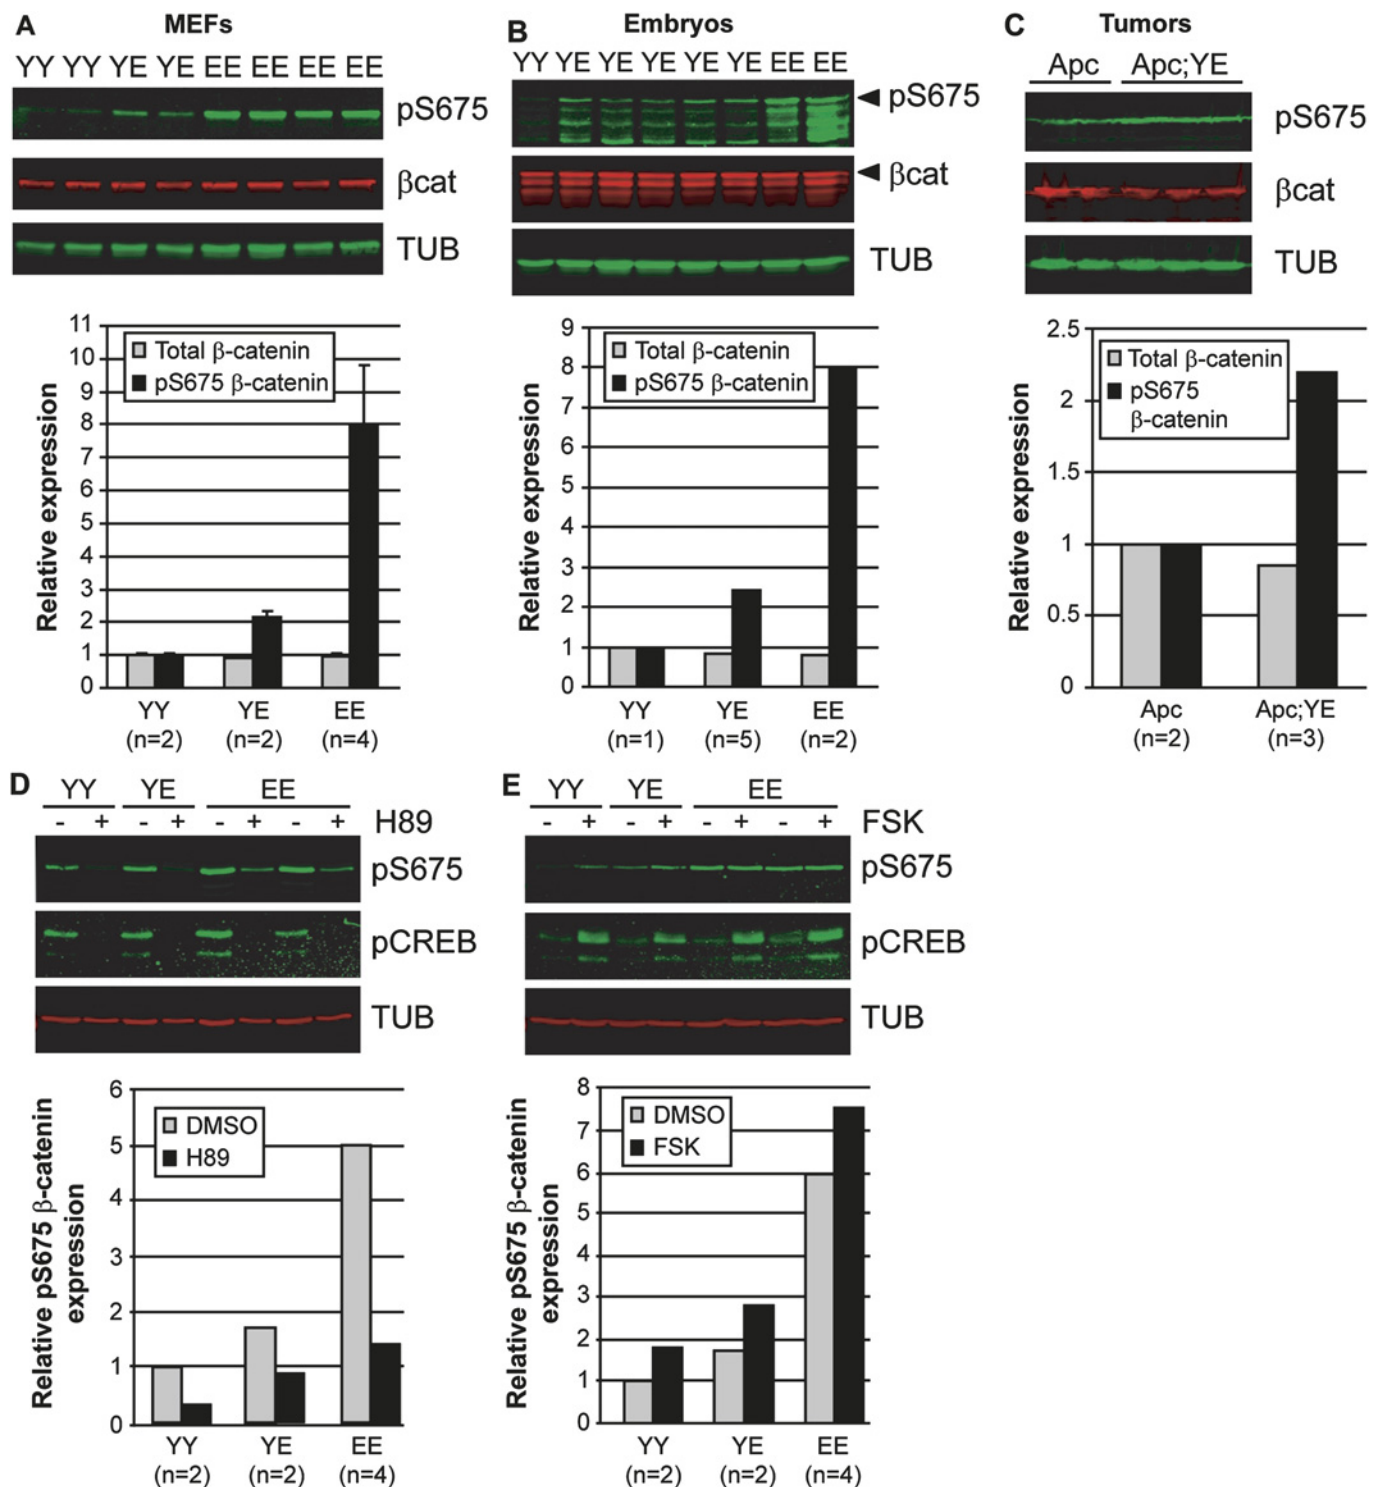 A MEFs
YY YY YE YE EE EE EE EE
pS675
βcat
TUB
11
10
9
8
7
6
5
4
3
2
1
0
Relative expression
Total β-catenin
pS675 β-catenin
YY YE EE
(n=2) (n=2) (n=4)
B Embryos
YY YE YE YE YE YE EE EE
pS675
βcat
TUB
9
8
7
6
5
4
3
2
1
0
Relative expression
Total β-catenin
pS675 β-catenin
YY YE EE
(n=1) (n=5) (n=2)
C Tumors
Apc Apc;YE
pS675
βcat
TUB
2.5
2
1.5
1
0.5
0
Relative expression
Total β-catenin
pS675
β-catenin
Apc Apc;YE
(n=2) (n=3)
D YY YE EE
- + - + - + - + H89
pS675
pCREB
TUB
6
5
4
3
2
1
0
Relative pS675 β-catenin
expression
DMSO
H89
YY YE EE
(n=2) (n=2) (n=4)
E YY YE EE
- + - + - + - + FSK
pS675
pCREB
TUB
8
7
6
5
4
3
2
1
0
Relative pS675 β-catenin
expression
DMSO
FSK
YY YE EE
(n=2) (n=2) (n=4)